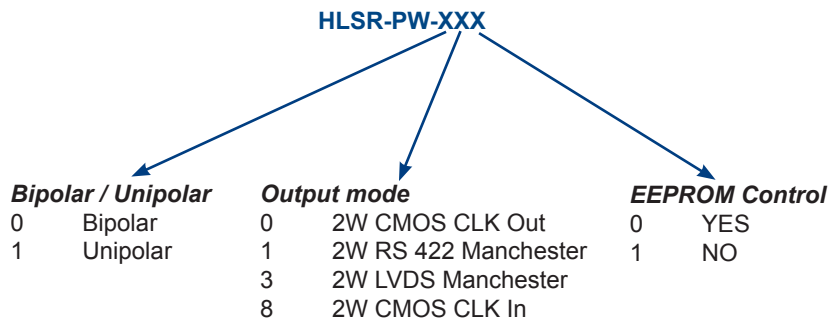 HLSR-PW-XXX
Bipolar / Unipolar
0 Bipolar
1 Unipolar
Output mode
0 2W CMOS CLK Out
1 2W RS 422 Manchester
3 2W LVDS Manchester
8 2W CMOS CLK In
EEPROM Control
0 YES
1 NO